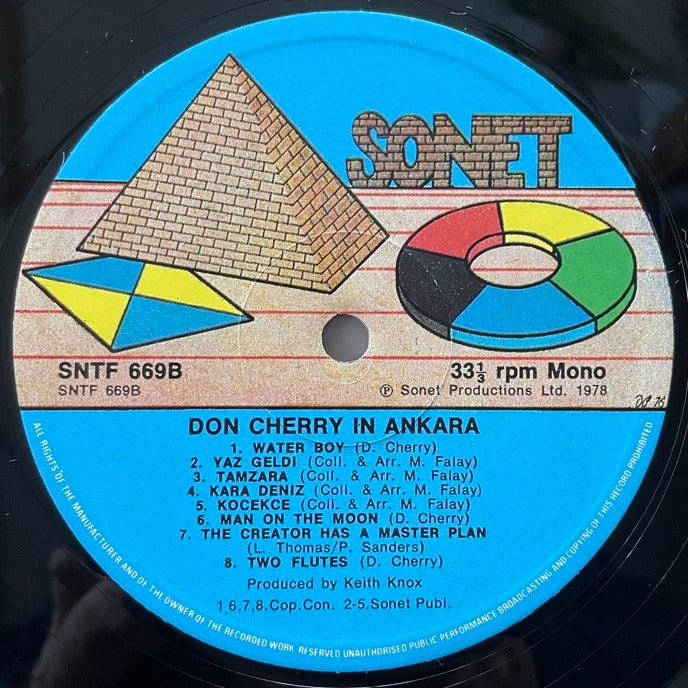 SONET
SNTF 669B
SNTF 669B
33⅓ rpm Mono
Ⓟ Sonet Productions Ltd. 1978
DON CHERRY IN ANKARA
1. WATER BOY (D. Cherry)
2. YAZ GELDI (Coll. & Arr. M. Falay)
3. TAMZARA (Coll. & Arr. M. Falay)
4. KARA DENIZ (Coll. & Arr. M. Falay)
5. KOCEKCE (Coll. & Arr. M. Falay)
6. MAN ON THE MOON (D. Cherry)
7. THE CREATOR HAS A MASTER PLAN
(L. Thomas/P. Sanders)
8. TWO FLUTES (D. Cherry)
Produced by Keith Knox
1,6,7,8.Cop.Con. 2-5.Sonet Publ.
ALL RIGHTS OF THE MANUFACTURER AND OF THE OWNER OF THE RECORDED WORK RESERVED UNAUTHORISED PUBLIC PERFORMANCE BROADCASTING AND COPYING OF THIS RECORD PROHIBITED